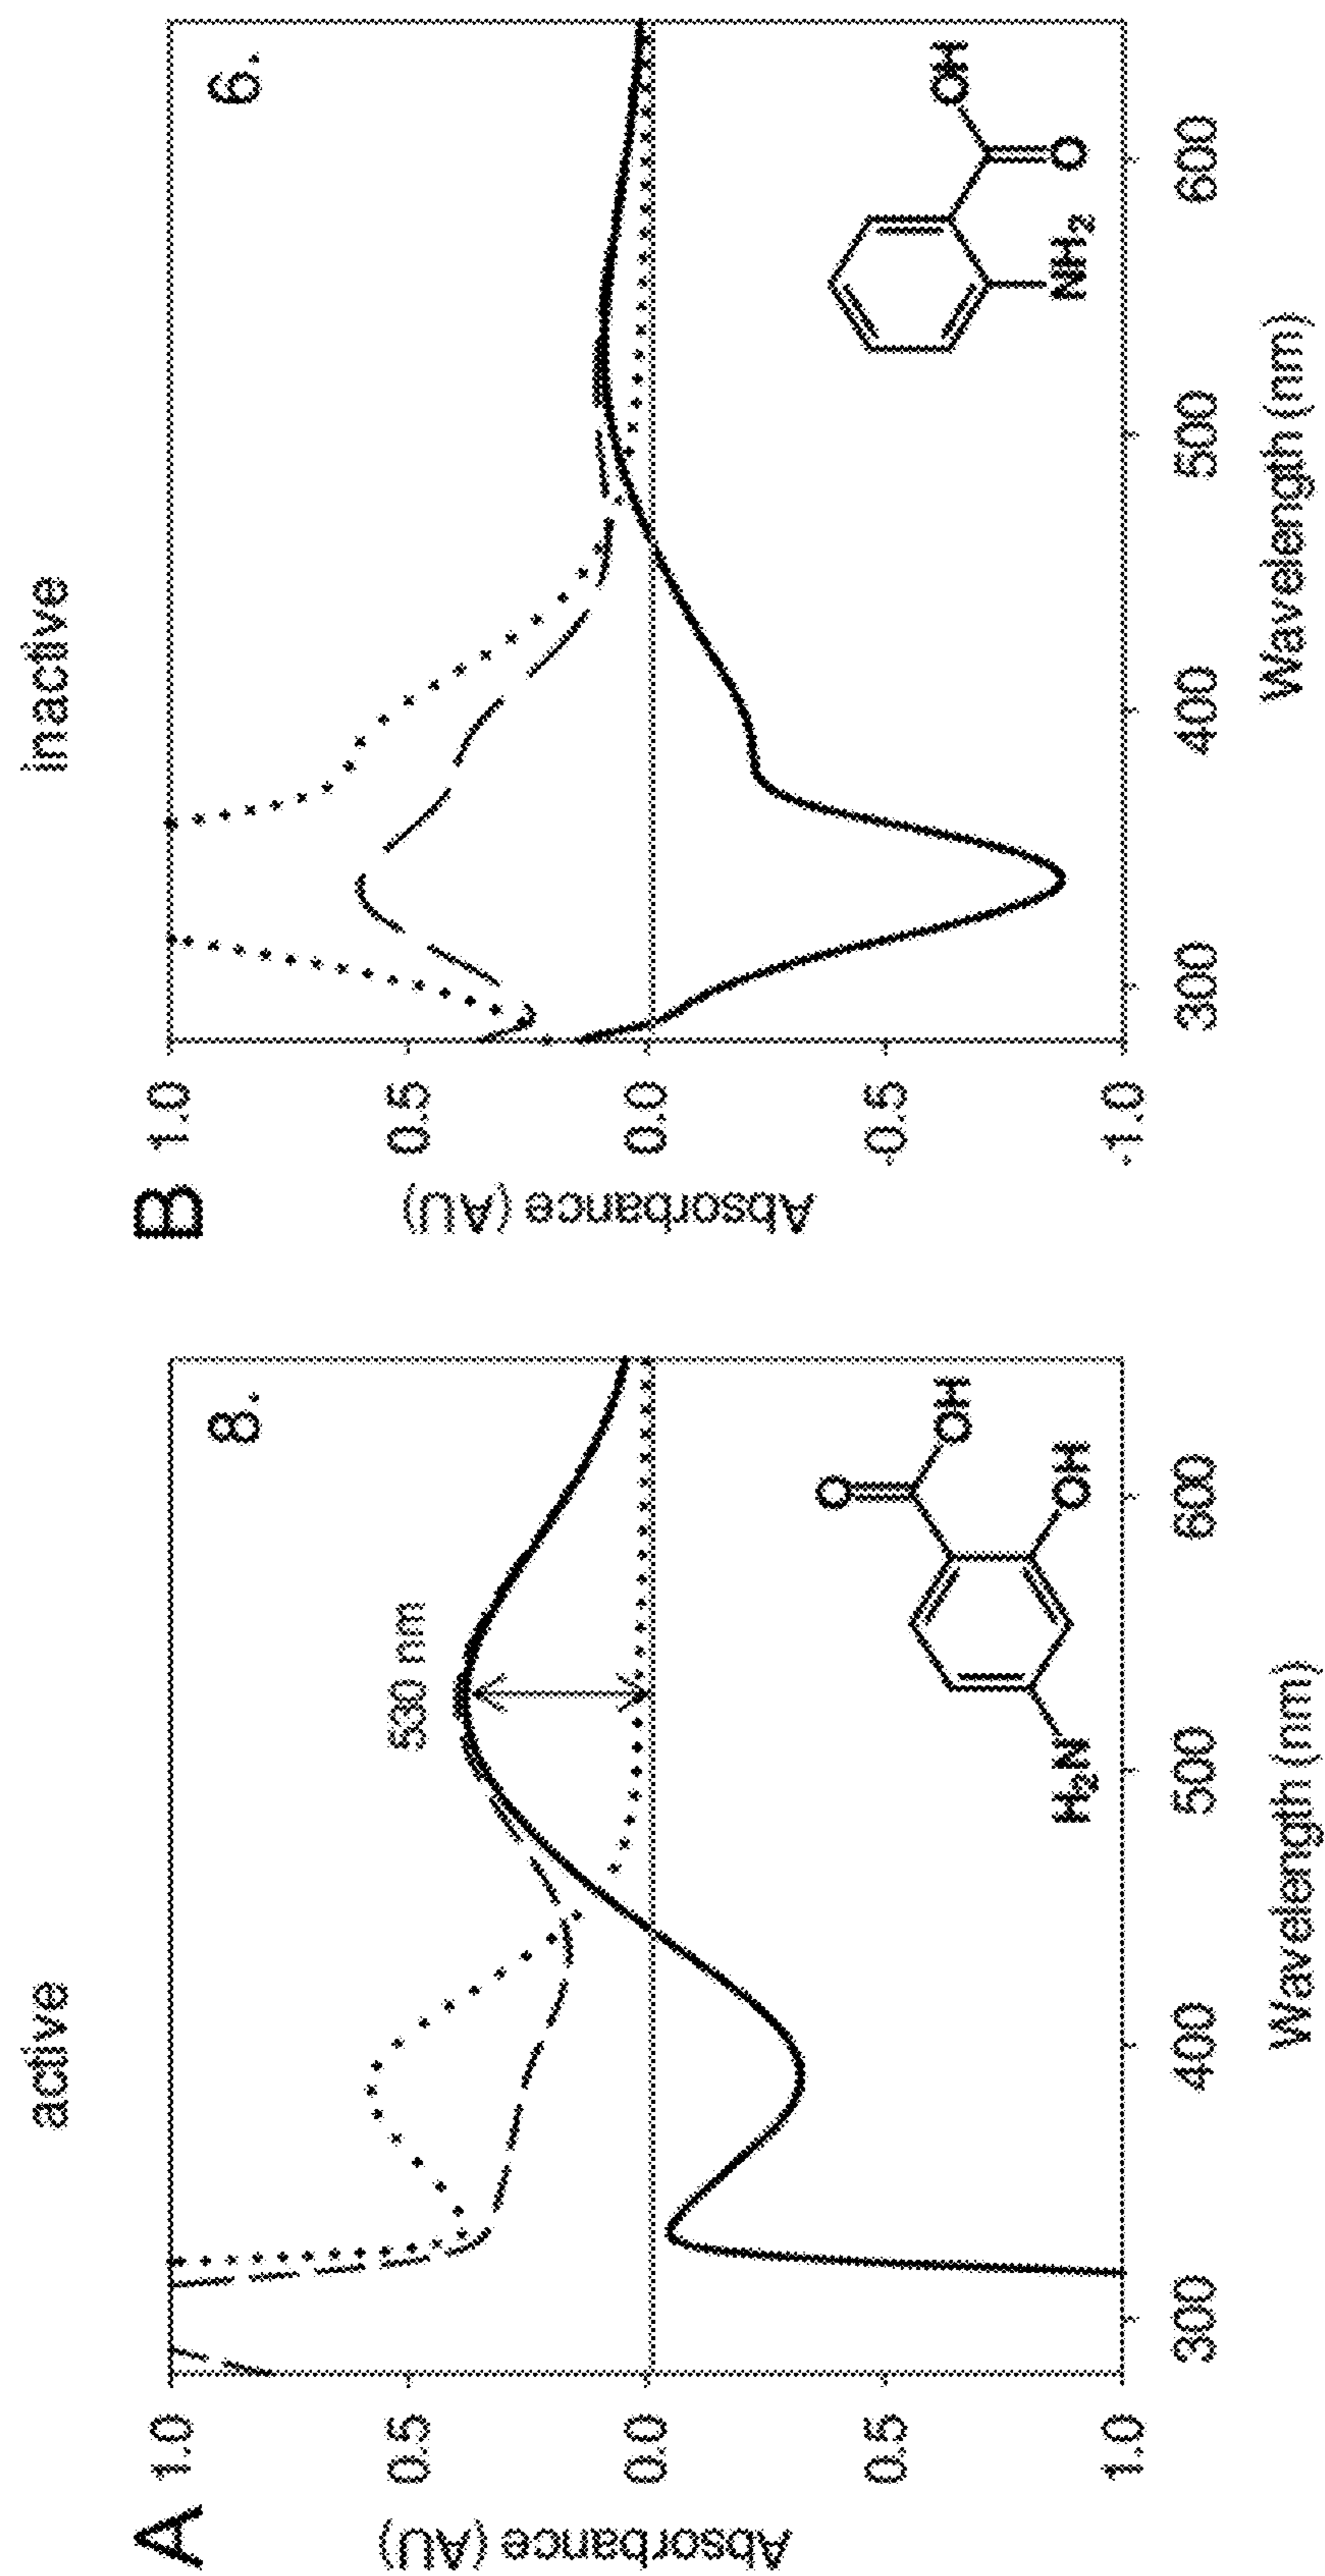 A
active
8.
530 nm
1.0
0.5
0.0
0.5
1.0
Absorbance (AU)
300
400
500
600
Wavelength (nm)
O
OH
OH
H₂N
B
inactive
6.
1.0
0.5
0.0
-0.5
-1.0
Absorbance (AU)
300
400
500
600
Wavelength (nm)
OH
O
NH₂